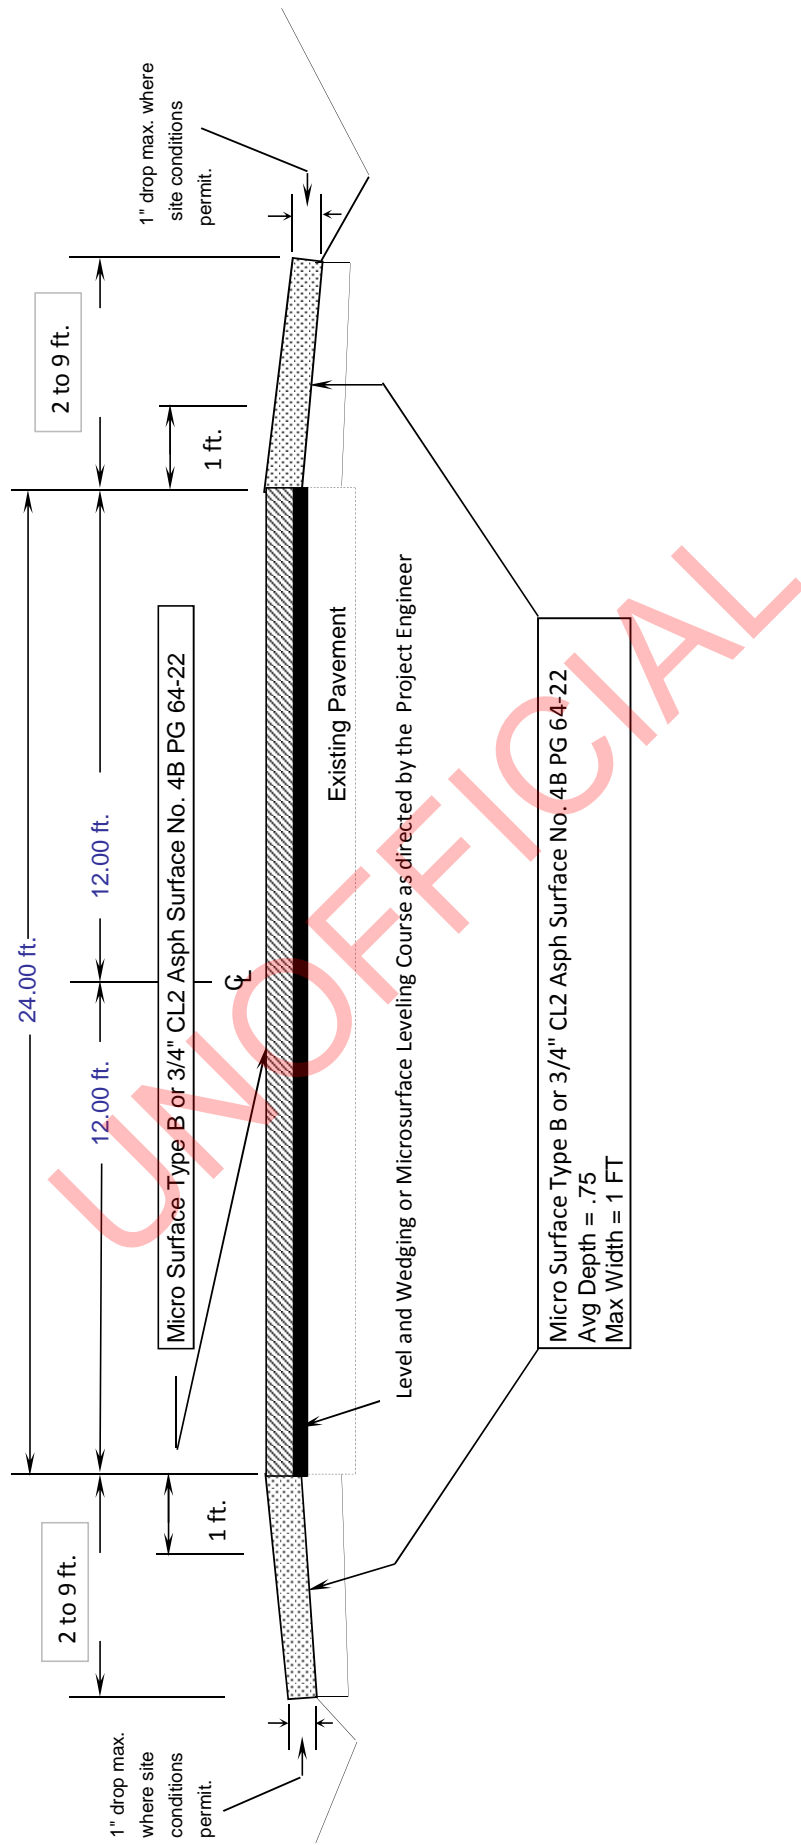 24.00 ft.
12.00 ft.
12.00 ft.
2 to 9 ft.
2 to 9 ft.
1" drop max.
where site
conditions
permit.
1" drop max. where
site conditions
permit.
Micro Surface Type B or 3/4" CL2 Asph Surface No. 4B PG 64-22
1 ft.
1 ft.
CL
Existing Pavement
Level and Wedging or Microsurface Leveling Course as directed by the Project Engineer
Micro Surface Type B or 3/4" CL2 Asph Surface No. 4B PG 64-22
Avg Depth = .75
Max Width = 1 FT
UNOFFICIAL